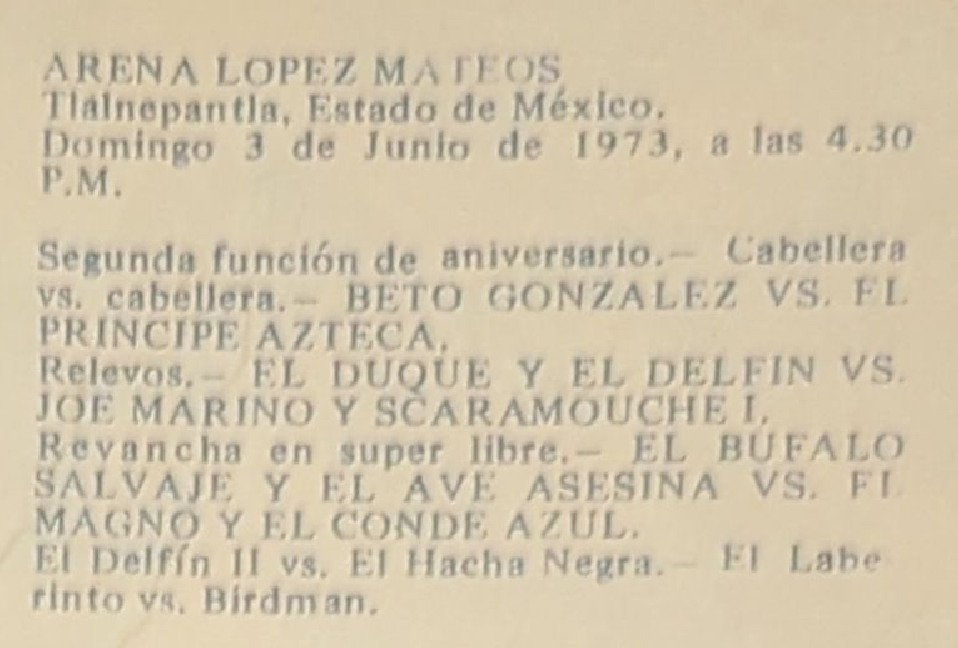 ARENA LOPEZ MATEOS
Tlalnepantla, Estado de México.
Domingo 3 de Junio de 1973, a las 4.30
P.M.
Segunda función de aniversario.— Cabellera
vs. cabellera.— BETO GONZALEZ VS. EL
PRINCIPE AZTECA.
Relevos.— EL DUQUE Y EL DELFIN VS.
JOE MARINO Y SCARAMOUCHE I.
Revancha en super libre.— EL BUFALO
SALVAJE Y EL AVE ASESINA VS. EL
MAGNO Y EL CONDE AZUL.
El Delfín II vs. El Hacha Negra.— El Labe-
rinto vs. Birdman.